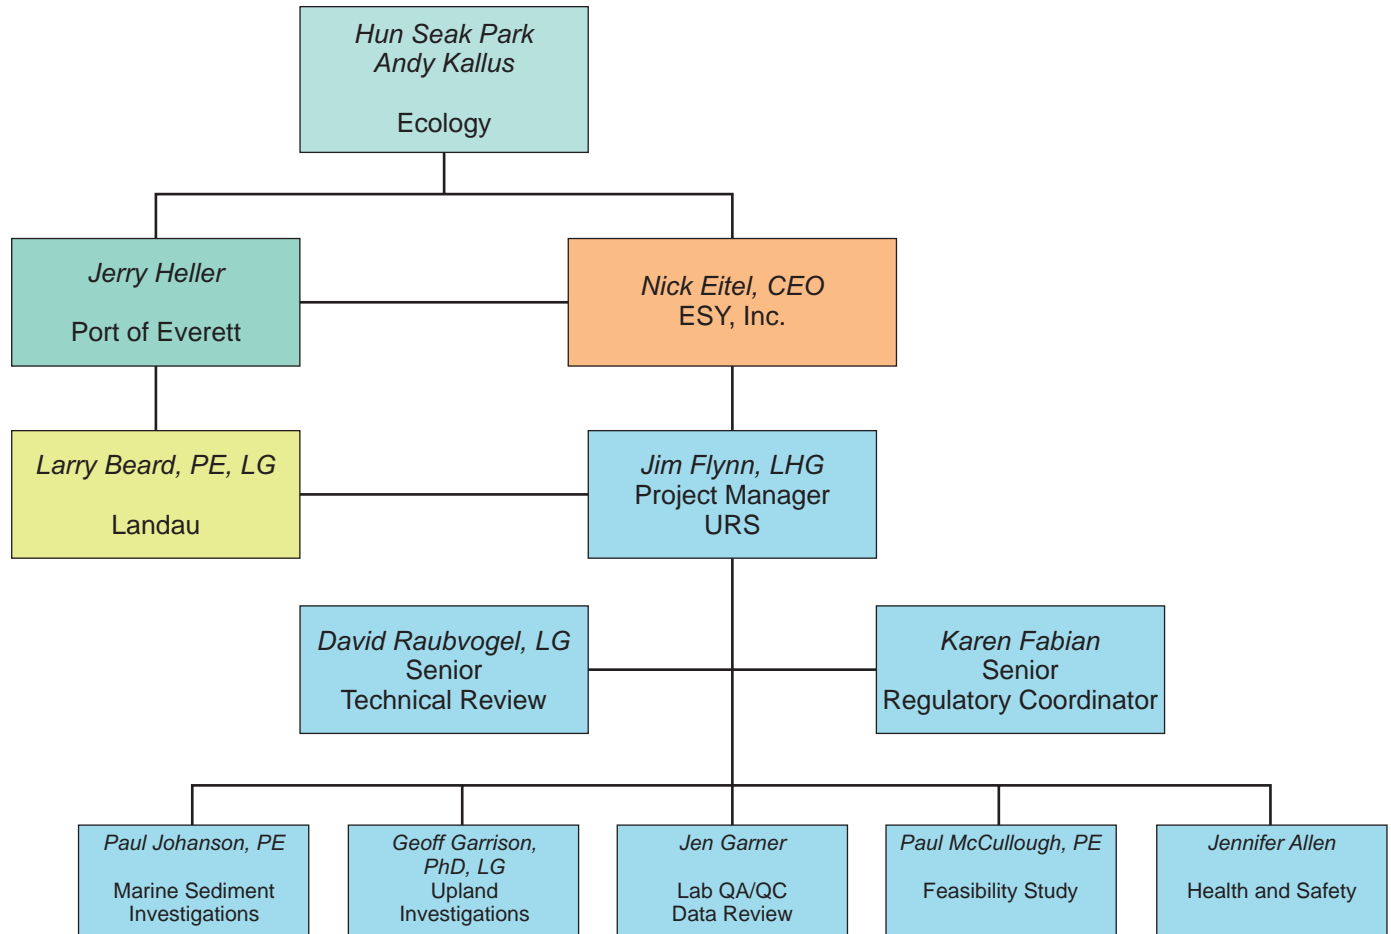 Hun Seak Park
Andy Kallus
Ecology
Jerry Heller
Port of Everett
Nick Eitel, CEO
ESY, Inc.
Larry Beard, PE, LG
Landau
Jim Flynn, LHG
Project Manager
URS
David Raubvogel, LG
Senior
Technical Review
Karen Fabian
Senior
Regulatory Coordinator
Paul Johanson, PE
Marine Sediment
Investigations
Geoff Garrison,
PhD, LG
Upland
Investigations
Jen Garner
Lab QA/QC
Data Review
Paul McCullough, PE
Feasibility Study
Jennifer Allen
Health and Safety